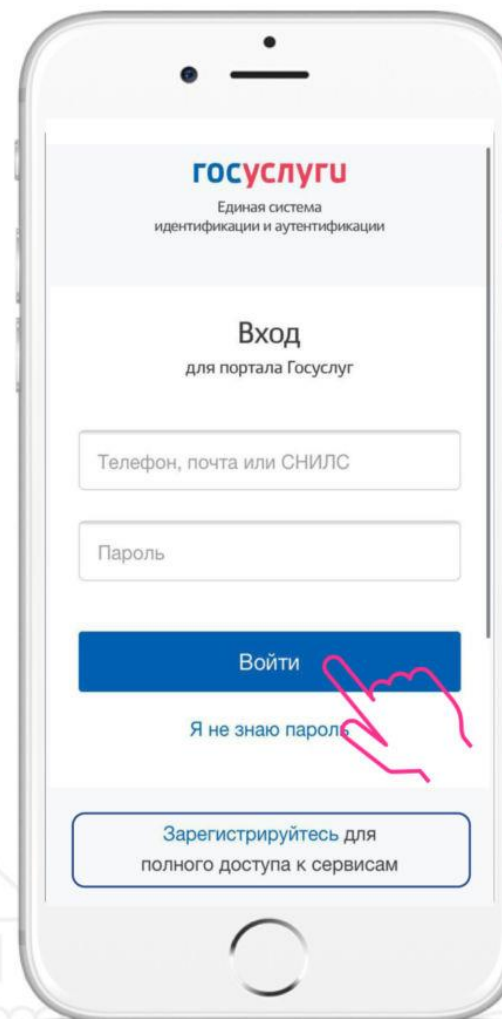 госуслуги
Единая система
идентификации и аутентификации
Вход
для портала Госуслуг
Телефон, почта или СНИЛС
Пароль
Войти
Я не знаю пароль
Зарегистрируйтесь для
полного доступа к сервисам